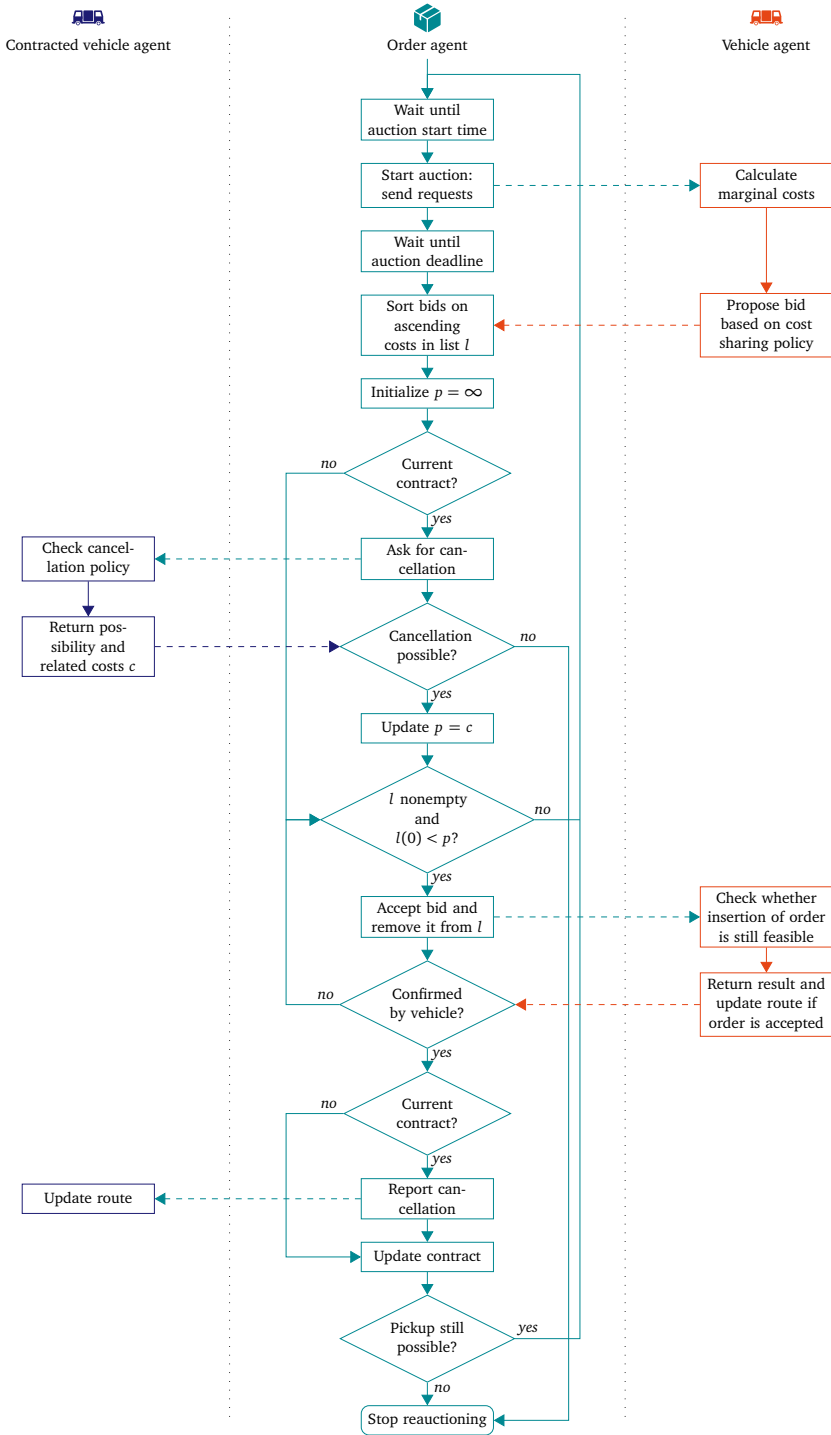 Contracted vehicle agent
Order agent
Vehicle agent
Wait until
auction start time
Start auction:
send requests
Calculate
marginal costs
Wait until
auction deadline
Sort bids on
ascending
costs in list l
Propose bid
based on cost
sharing policy
Initialize p = ∞
Current
contract?
no
yes
Ask for can-
cellation
Check cancel-
lation policy
Return pos-
sibility and
related costs c
Cancellation
possible?
no
yes
Update p = c
l nonempty
and
l(0) < p?
no
yes
Accept bid and
remove it from l
Check whether
insertion of order
is still feasible
Return result and
update route if
order is accepted
Confirmed
by vehicle?
no
yes
Current
contract?
no
yes
Report can-
cellation
Update route
Update contract
Pickup still
possible?
yes
no
Stop reauctioning